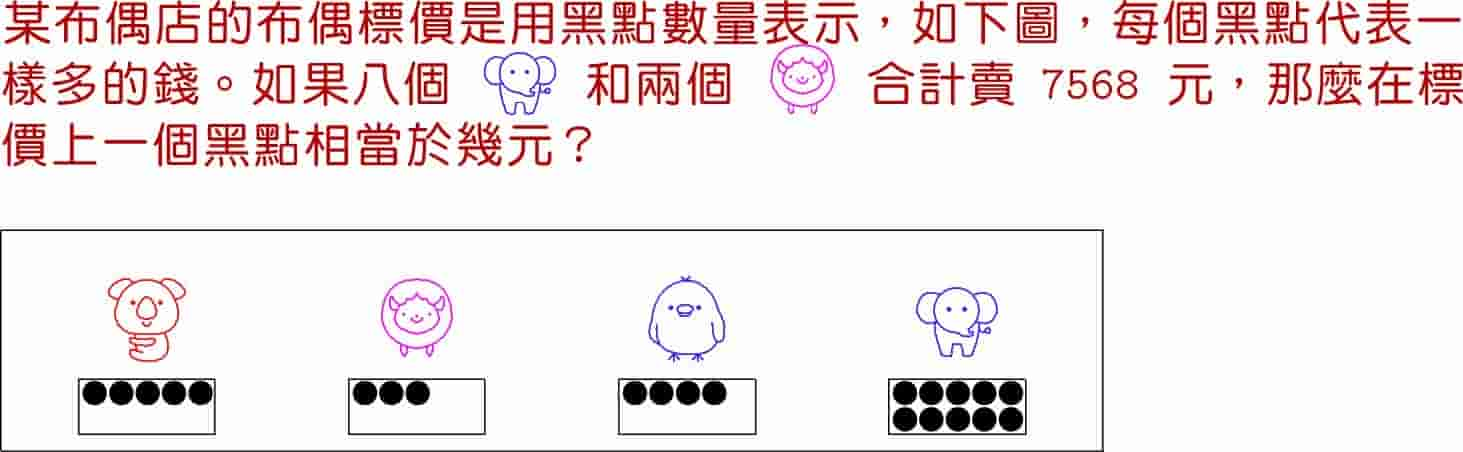 某布偶店的布偶標價是用黑點數量表示，如下圖，每個黑點代表一
樣多的錢。如果八個 和兩個 合計賣 7568 元，那麼在標
價上一個黑點相當於幾元？